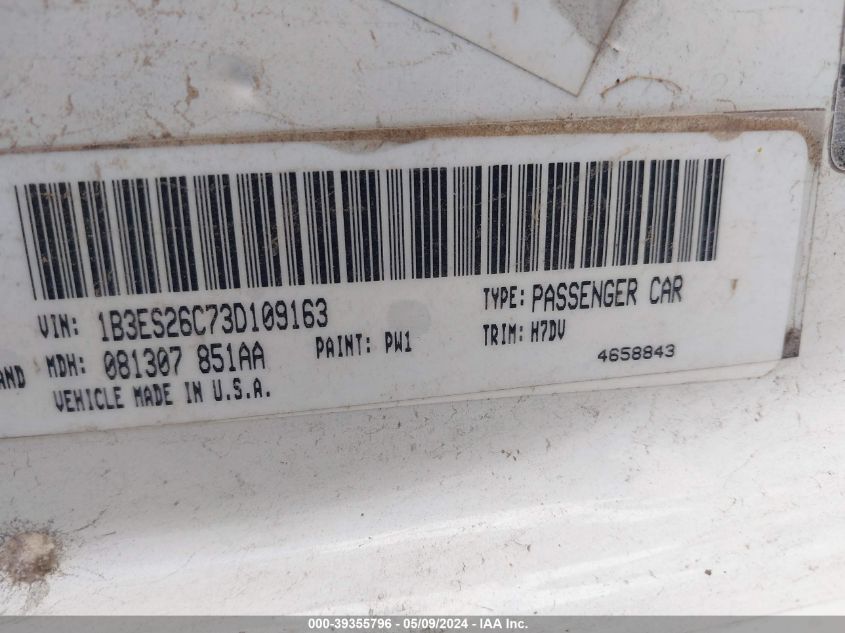 VIN: 1B3ES26C73D109163
TYPE: PASSENGER CAR
AND MDH: 081307 851AA
PAINT: PW1
TRIM: H7DV
VEHICLE MADE IN U.S.A.
4658843
000-39355796 - 05/09/2024 - IAA Inc.